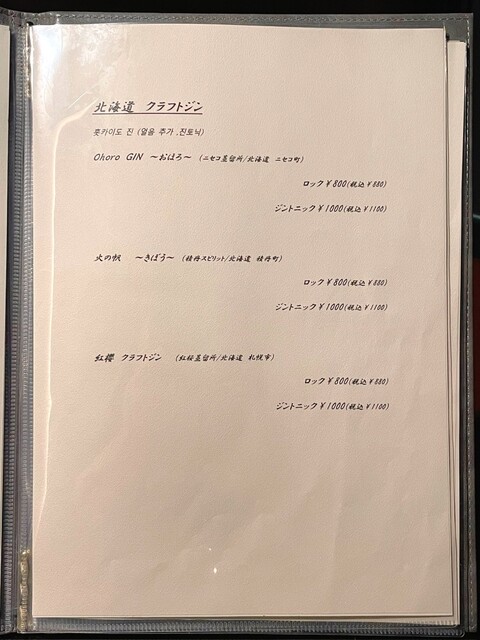 北海道 クラフトジン
홋카이도 진 (얼음 추가 ,진토닉)
Ohoro GIN ～おほろ～ (ニセコ蒸留所/北海道 ニセコ町)
ロック￥800(税込￥880)
ジントニック￥1000(税込￥1100)
火の帆 ～きぼう～ (積丹スピリット/北海道 積丹町)
ロック￥800(税込￥880)
ジントニック￥1000(税込￥1100)
紅櫻 クラフトジン (紅桜蒸留所/北海道 札幌市)
ロック￥800(税込￥880)
ジントニック￥1000(税込￥1100)